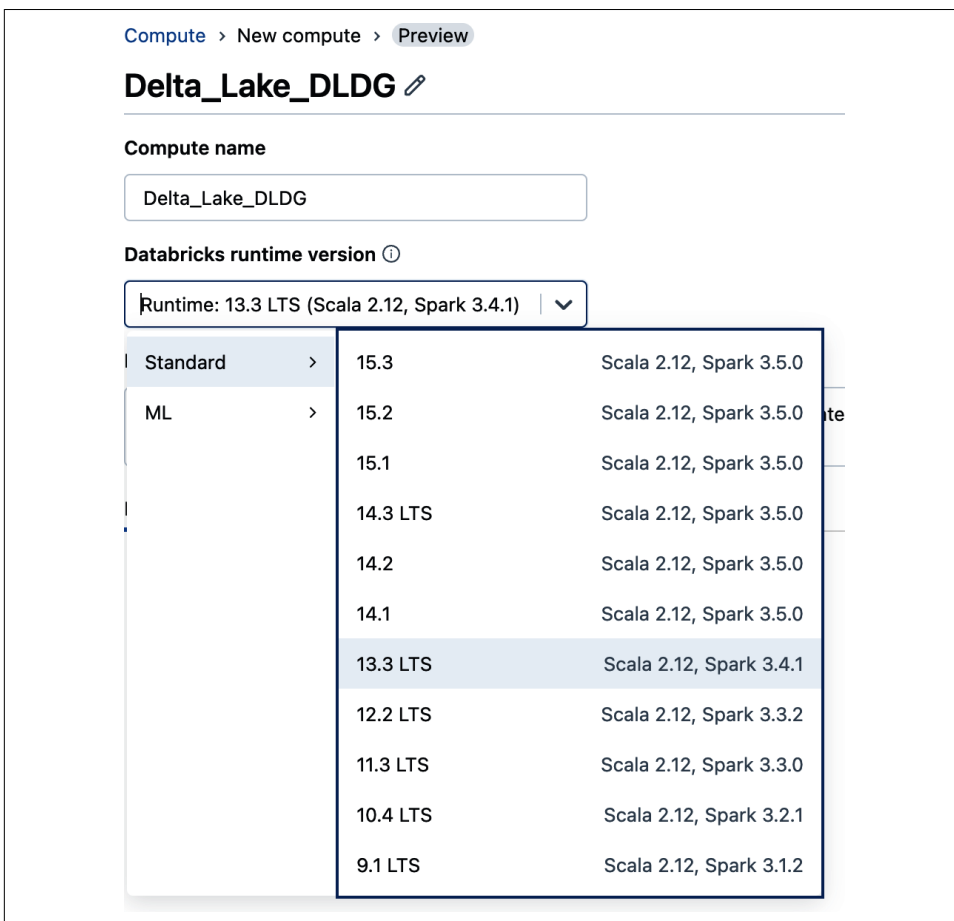 Compute > New compute > Preview
Delta_Lake_DLDG
Compute name
Delta_Lake_DLDG
Databricks runtime version
Runtime: 13.3 LTS (Scala 2.12, Spark 3.4.1)
Standard >
ML >
15.3 Scala 2.12, Spark 3.5.0
15.2 Scala 2.12, Spark 3.5.0
15.1 Scala 2.12, Spark 3.5.0
14.3 LTS Scala 2.12, Spark 3.5.0
14.2 Scala 2.12, Spark 3.5.0
14.1 Scala 2.12, Spark 3.5.0
13.3 LTS Scala 2.12, Spark 3.4.1
12.2 LTS Scala 2.12, Spark 3.3.2
11.3 LTS Scala 2.12, Spark 3.3.0
10.4 LTS Scala 2.12, Spark 3.2.1
9.1 LTS Scala 2.12, Spark 3.1.2